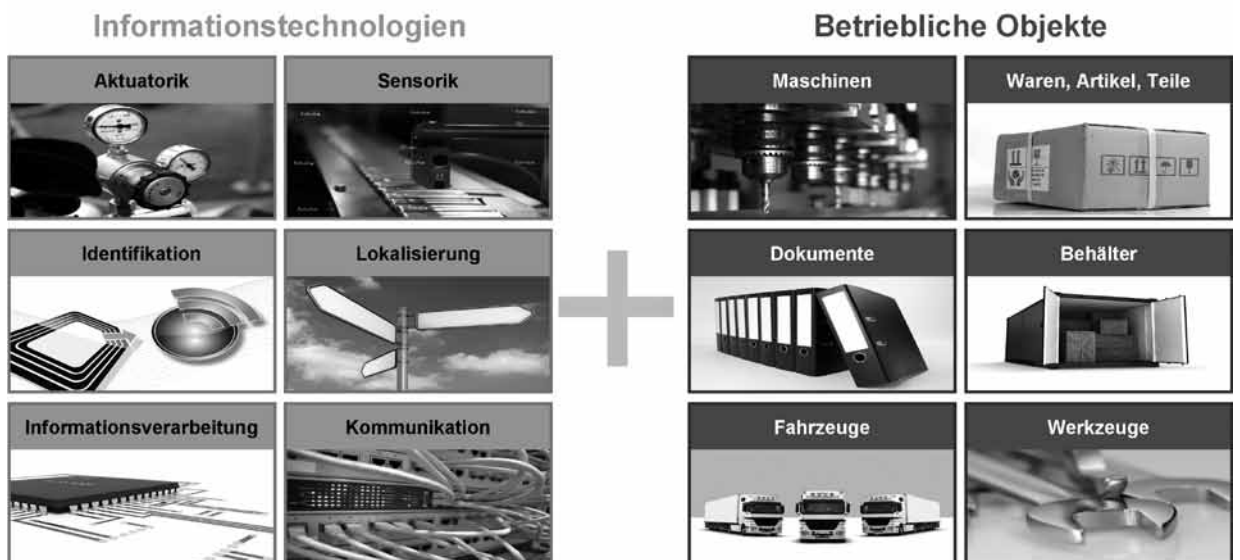 Informationstechnologien
Betriebliche Objekte
Aktuatorik
Sensorik
Maschinen
Waren, Artikel, Teile
Identifikation
Lokalisierung
Dokumente
Behälter
Informationsverarbeitung
Kommunikation
Fahrzeuge
Werkzeuge